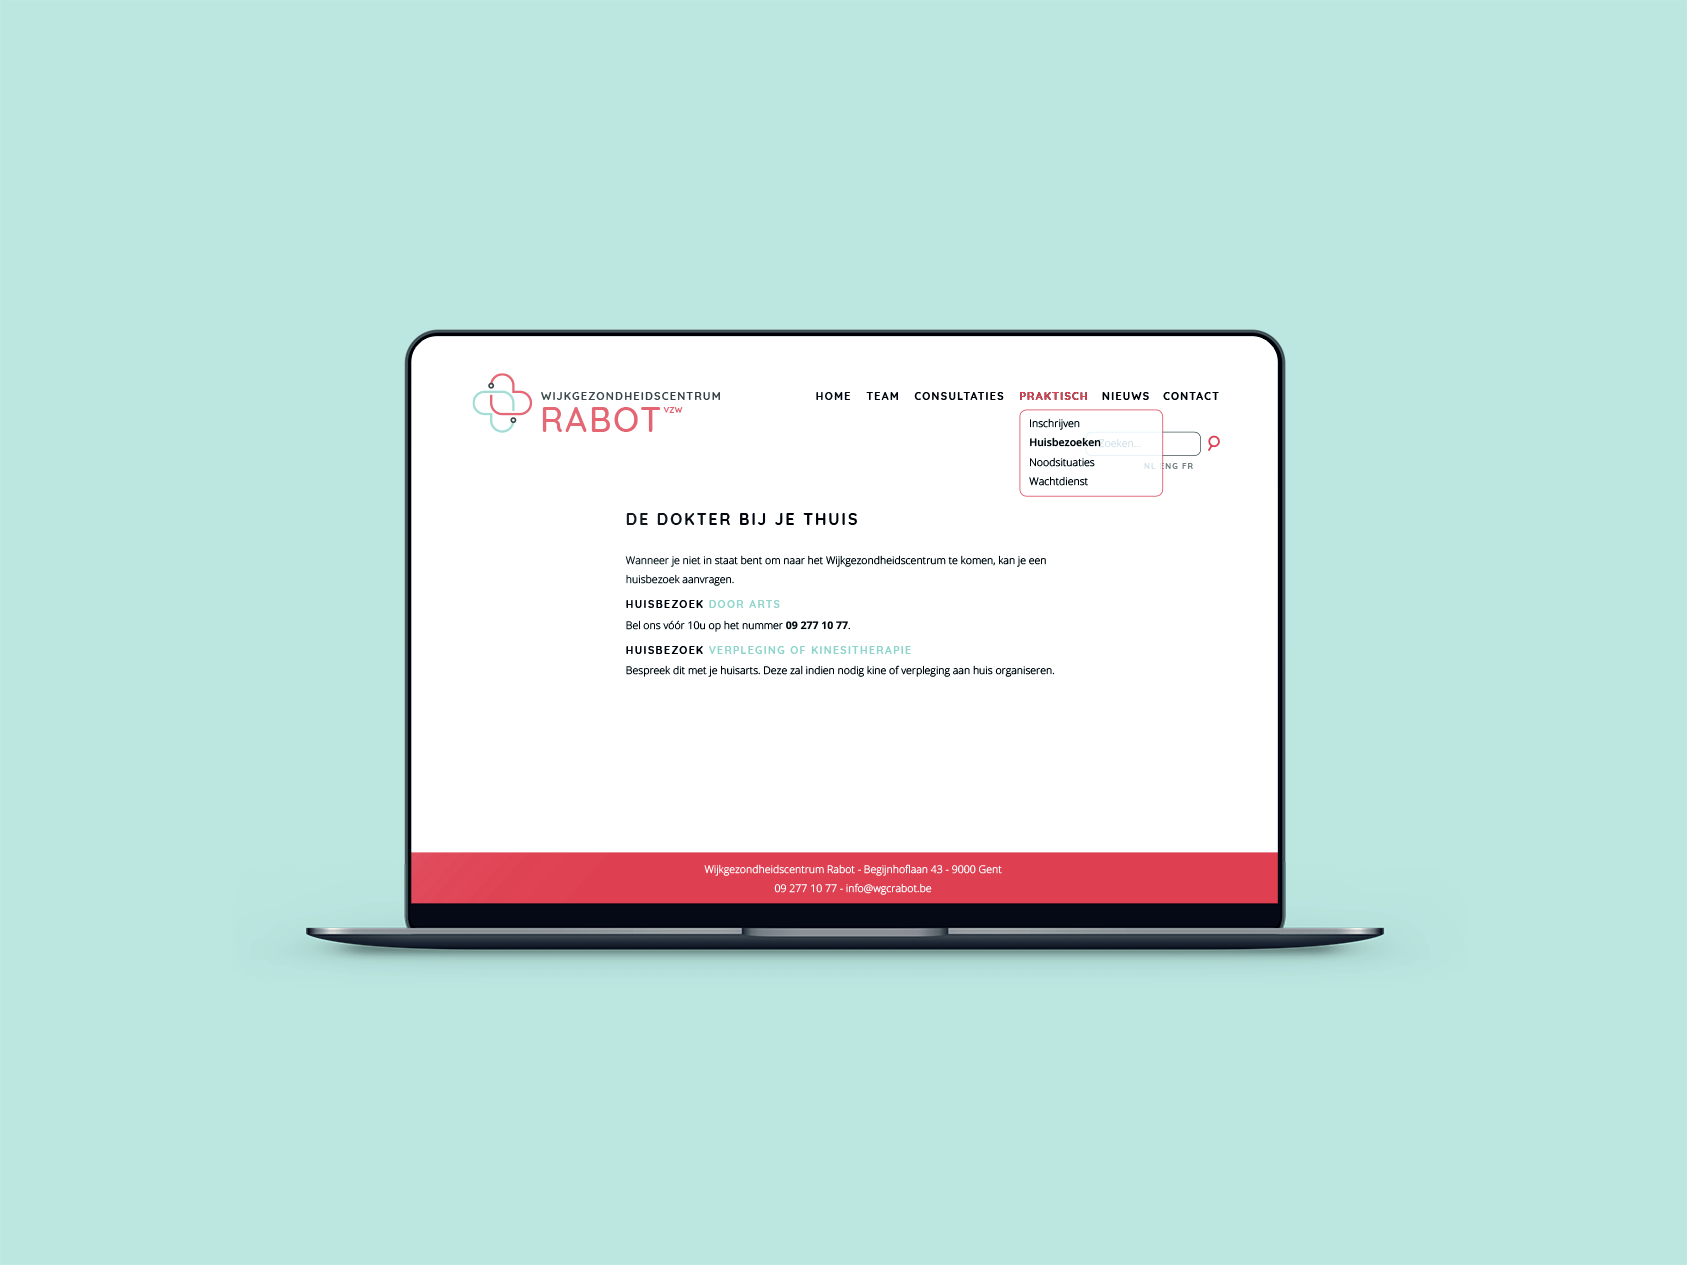 WIJKGEZONDHEIDSCENTRUM
RABOT VZW
HOME TEAM CONSULTATIES PRAKTISCH NIEUWS CONTACT
Inschrijven
Huisbezoeken
Zoeken...
Noodsituaties
NL ENG FR
Wachtdienst
DE DOKTER BIJ JE THUIS
Wanneer je niet in staat bent om naar het Wijkgezondheidscentrum te komen, kan je een
huisbezoek aanvragen.
HUISBEZOEK DOOR ARTS
Bel ons vóór 10u op het nummer 09 277 10 77.
HUISBEZOEK VERPLEGING OF KINESITHERAPIE
Bespreek dit met je huisarts. Deze zal indien nodig kine of verpleging aan huis organiseren.
Wijkgezondheidscentrum Rabot - Begijnhoflaan 43 - 9000 Gent
09 277 10 77 - info@wgcrabot.be